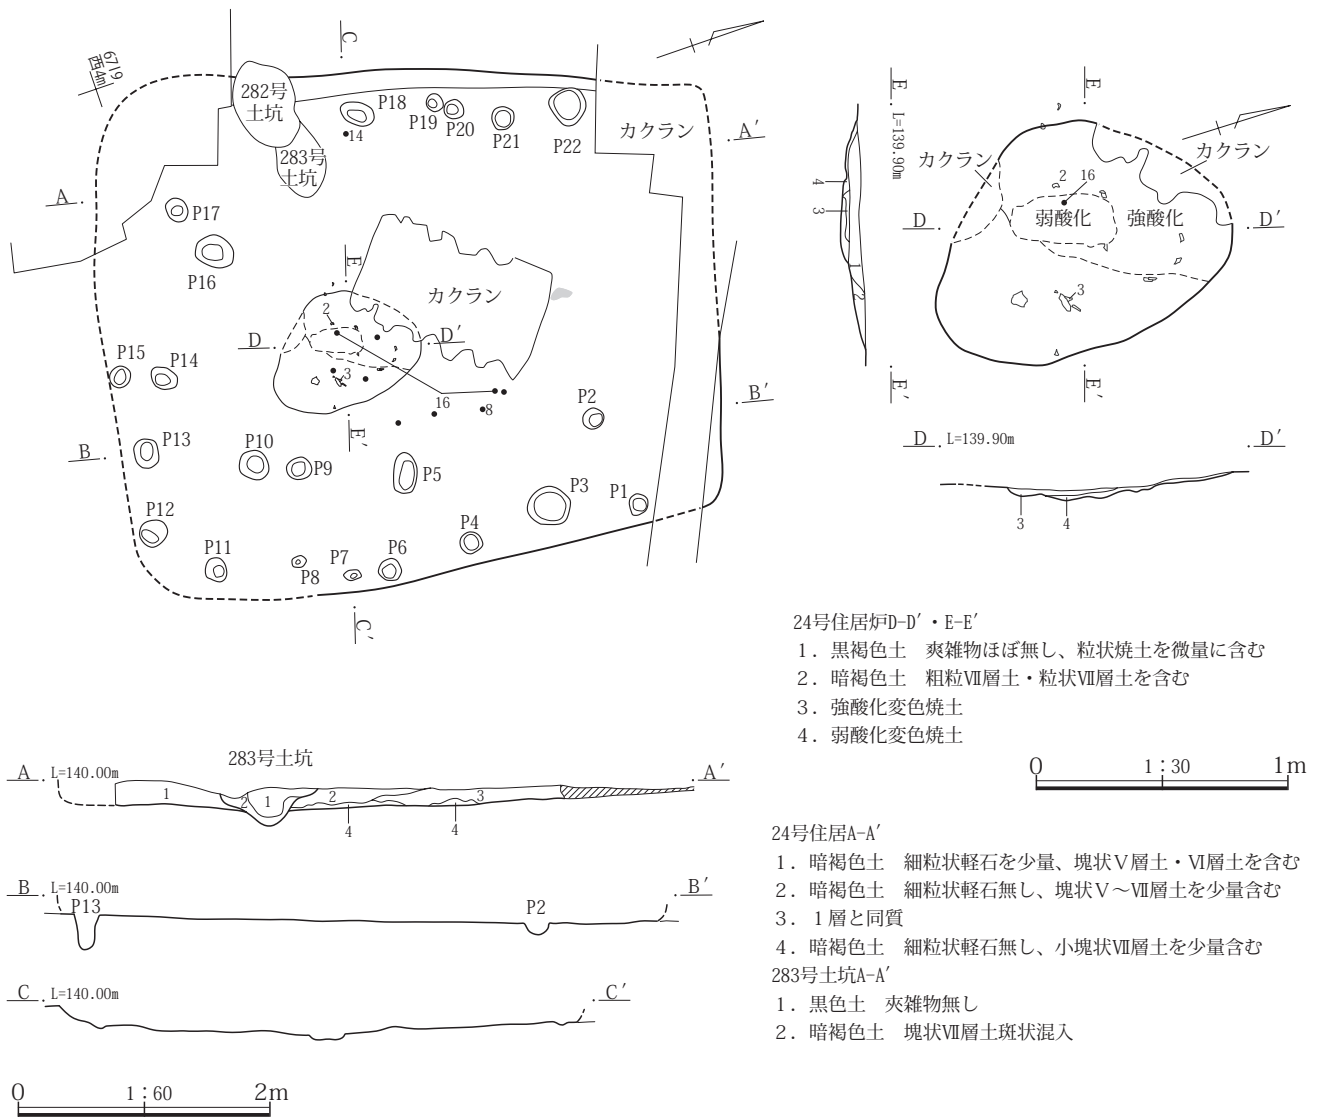 6719
西4m
C
282号
土坑
P18
P19
P20
P21
P22
カクラン
A′
14
283号
土坑
A
P17
P16
E
カクラン
2
D
D′
P15
P14
3
16
8
P2
B′
B
P13
P10
P9
E′
P5
P3
P1
P12
P4
P11
P8
P7
P6
C′
E
E
L=139.90m
カクラン
カクラン
2
16
4
3
弱酸化
強酸化
D
D′
1
2
3
E′
E′
D
L=139.90m
D′
3
4
24号住居炉D-D′・E-E′
1．黒褐色土　爽雑物ほぼ無し、粒状焼土を微量に含む
2．暗褐色土　粗粒Ⅶ層土・粒状Ⅶ層土を含む
3．強酸化変色焼土
4．弱酸化変色焼土
0
1：30
1m
283号土坑
A
L=140.00m
A′
1
2
1
2
3
4
4
B
L=140.00m
P13
P2
B′
C
L=140.00m
C′
0
1：60
2m
24号住居A-A′
1．暗褐色土　細粒状軽石を少量、塊状Ⅴ層土・Ⅵ層土を含む
2．暗褐色土　細粒状軽石無し、塊状Ⅴ～Ⅶ層土を少量含む
3．1層と同質
4．暗褐色土　細粒状軽石無し、小塊状Ⅶ層土を少量含む
283号土坑A-A′
1．黒色土　夾雑物無し
2．暗褐色土　塊状Ⅶ層土斑状混入